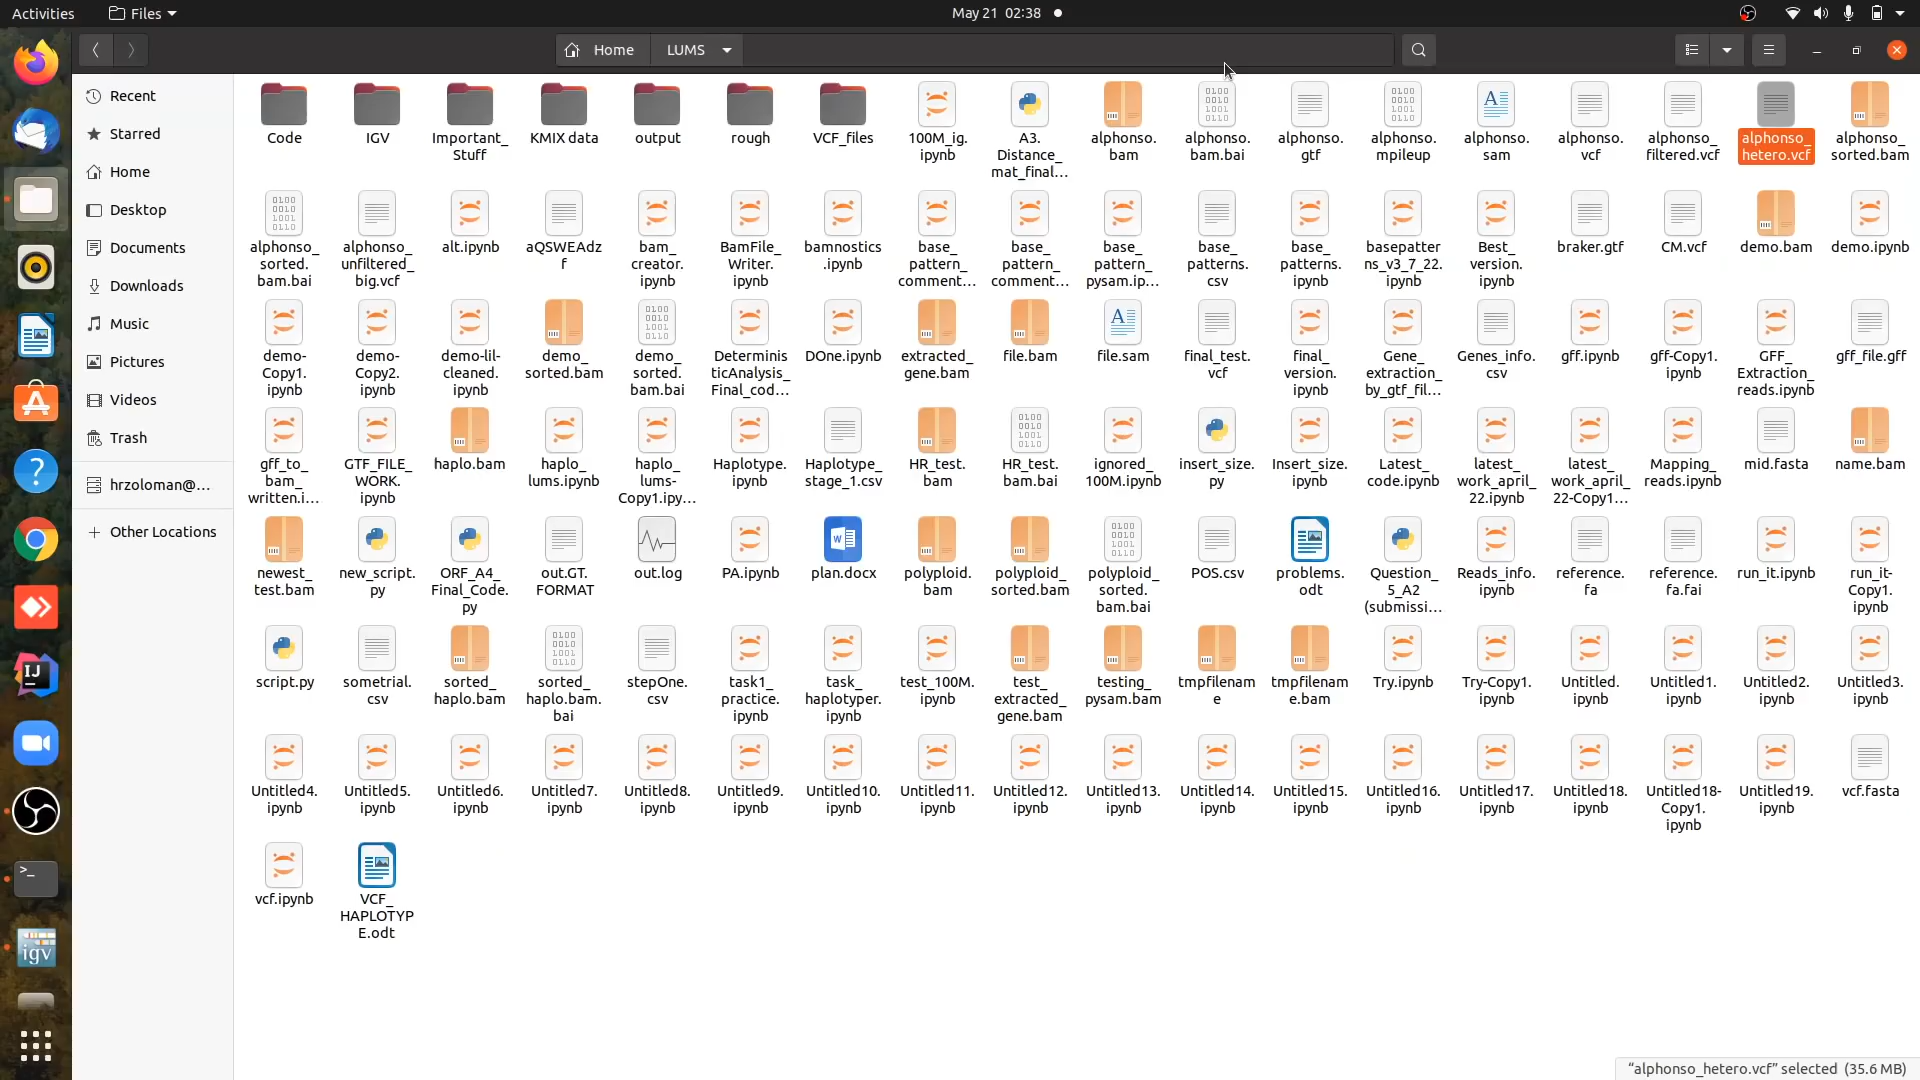 Activities
Files
May 21 02:38
Home
LUMS
Recent
Starred
Home
Desktop
Documents
Downloads
Music
Pictures
Videos
Trash
hrzoloman@...
Other Locations
Code
IGV
Important_
Stuff
KMIX data
output
rough
VCF_files
100M_ig.
ipynb
A3.
Distance_
mat_final...
alphonso.
bam
alphonso.
bam.bai
alphonso.
gtf
alphonso.
mpileup
alphonso.
sam
alphonso.
vcf
alphonso_
filtered.vcf
alphonso_
hetero.vcf
alphonso_
sorted.bam
alphonso_
sorted.
bam.bai
alphonso_
unfiltered_
big.vcf
alt.ipynb
aQSWEAdz
f
bam_
creator.
ipynb
BamFile_
Writer.
ipynb
bamnostics
.ipynb
base_
pattern_
comment...
base_
pattern_
comment...
base_
pattern_
pysam.ip...
base_
patterns.
csv
base_
patterns.
ipynb
basepatter
ns_v3_7_22.
ipynb
Best_
version.
ipynb
braker.gtf
CM.vcf
demo.bam
demo.ipynb
demo-
Copy1.
ipynb
demo-
Copy2.
ipynb
demo-lil-
cleaned.
ipynb
demo_
sorted.bam
demo_
sorted.
bam.bai
Determinis
ticAnalysis_
Final_cod...
DOne.ipynb
extracted_
gene.bam
file.bam
file.sam
final_test.
vcf
final_
version.
ipynb
Gene_
extraction_
by_gtf_fil...
Genes_info.
csv
gff.ipynb
gff-Copy1.
ipynb
GFF_
Extraction_
reads.ipynb
gff_file.gff
gff_to_
bam_
written.i...
GTF_FILE_
WORK.
ipynb
haplo.bam
haplo_
lums.ipynb
haplo_
lums-
Copy1.ipy...
Haplotype.
ipynb
Haplotype_
stage_1.csv
HR_test.
bam
HR_test.
bam.bai
ignored_
100M.ipynb
insert_size.
py
Insert_size.
ipynb
Latest_
code.ipynb
latest_
work_april_
22.ipynb
latest_
work_april_
22-Copy1...
Mapping_
reads.ipynb
mid.fasta
name.bam
newest_
test.bam
new_script.
py
ORF_A4_
Final_Code.
py
out.GT.
FORMAT
out.log
PA.ipynb
plan.docx
polyploid.
bam
polyploid_
sorted.bam
polyploid_
sorted.
bam.bai
POS.csv
problems.
odt
Question_
5_A2
(submissi...
Reads_info.
ipynb
reference.
fa
reference.
fa.fai
run_it.ipynb
run_it-
Copy1.
ipynb
script.py
sometrial.
csv
sorted_
haplo.bam
sorted_
haplo.bam.
bai
stepOne.
csv
task1_
practice.
ipynb
task_
haplotyper.
ipynb
test_100M.
ipynb
test_
extracted_
gene.bam
testing_
pysam.bam
tmpfilenam
e
tmpfilenam
e.bam
Try.ipynb
Try-Copy1.
ipynb
Untitled.
ipynb
Untitled1.
ipynb
Untitled2.
ipynb
Untitled3.
ipynb
Untitled4.
ipynb
Untitled5.
ipynb
Untitled6.
ipynb
Untitled7.
ipynb
Untitled8.
ipynb
Untitled9.
ipynb
Untitled10.
ipynb
Untitled11.
ipynb
Untitled12.
ipynb
Untitled13.
ipynb
Untitled14.
ipynb
Untitled15.
ipynb
Untitled16.
ipynb
Untitled17.
ipynb
Untitled18.
ipynb
Untitled18-
Copy1.
ipynb
Untitled19.
ipynb
vcf.fasta
vcf.ipynb
VCF_
HAPLOTYP
E.odt
"alphonso_hetero.vcf" selected (35.6 MB)
IJ
igv